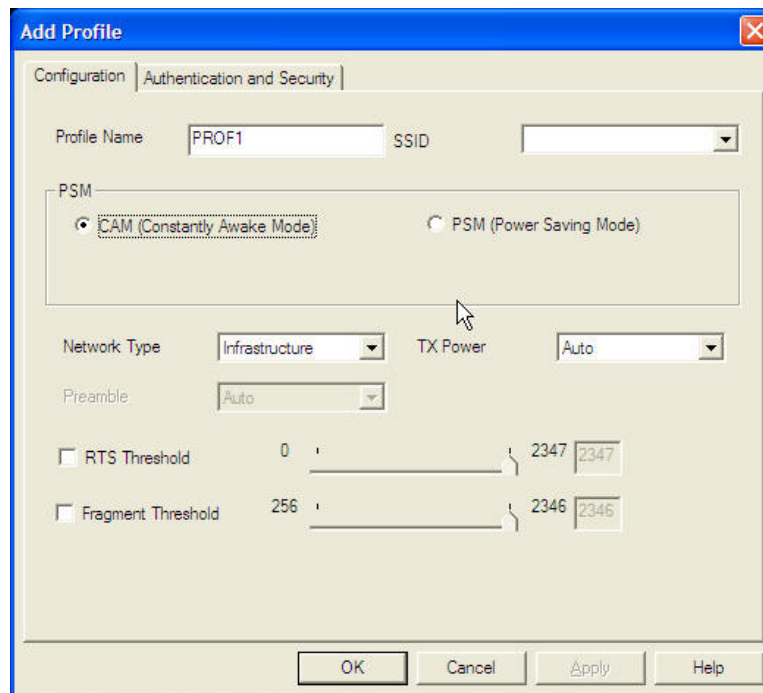 Add Profile
Configuration Authentication and Security
Profile Name PROF1 SSID
PSM
CAM (Constantly Awake Mode) PSM (Power Saving Mode)
Network Type Infrastructure TX Power Auto
Preamble Auto
RTS Threshold 0 2347 2347
Fragment Threshold 256 2346 2346
OK Cancel Apply Help